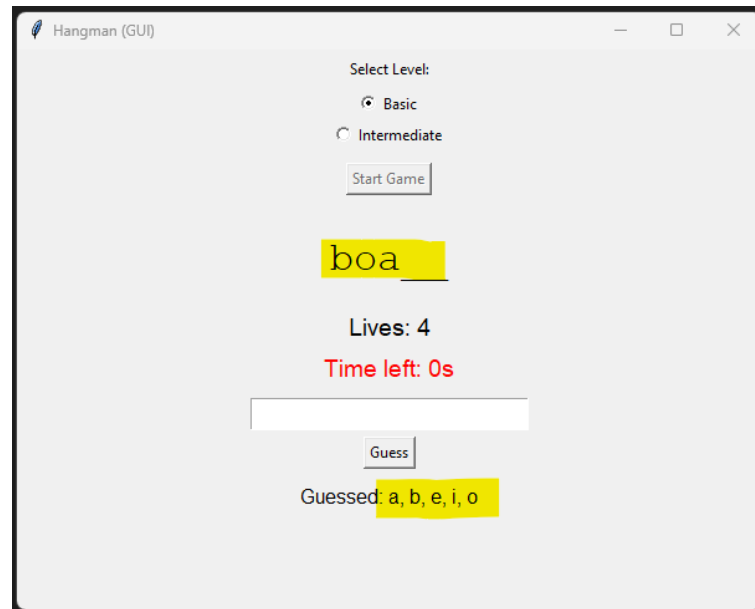 Hangman (GUI)
Select Level:
Basic
Intermediate
Start Game
boa__
Lives: 4
Time left: 0s
Guess
Guessed: a, b, e, i, o